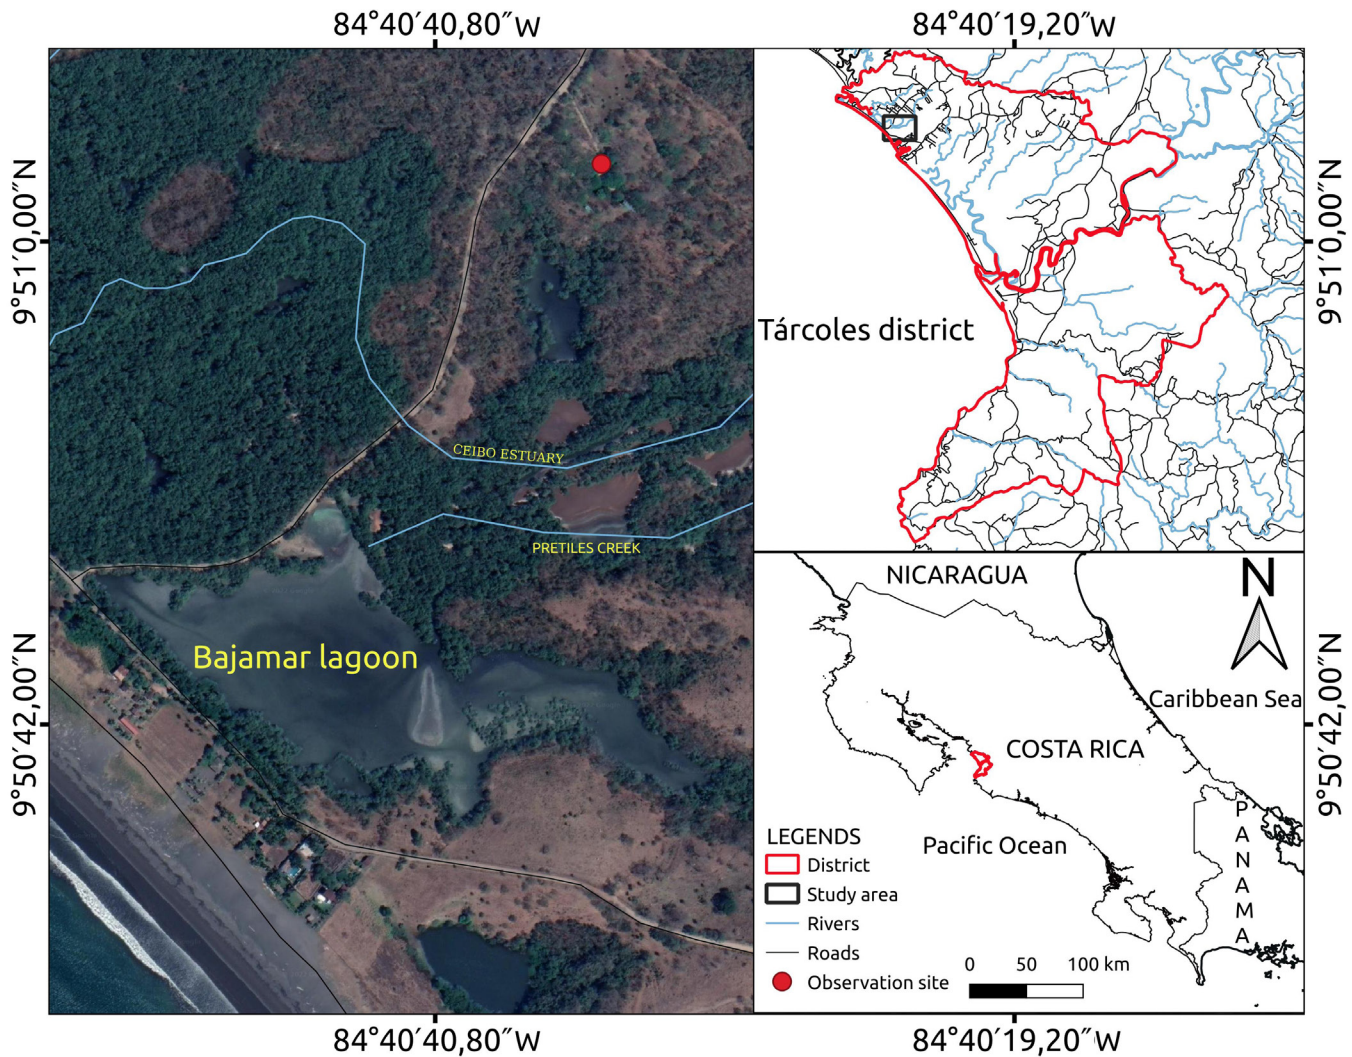 84°40′40,80″W
84°40′19,20″W
9°51′0,00″N
9°51′0,00″N
Tárcoles district
CEIBO ESTUARY
PRETILES CREEK
NICARAGUA
N
Bajamar lagoon
Caribbean Sea
9°50′42,00″N
9°50′42,00″N
COSTA RICA
PANAMA
Pacific Ocean
LEGENDS
District
Study area
Rivers
Roads
0 50 100 km
Observation site
84°40′40,80″W
84°40′19,20″W